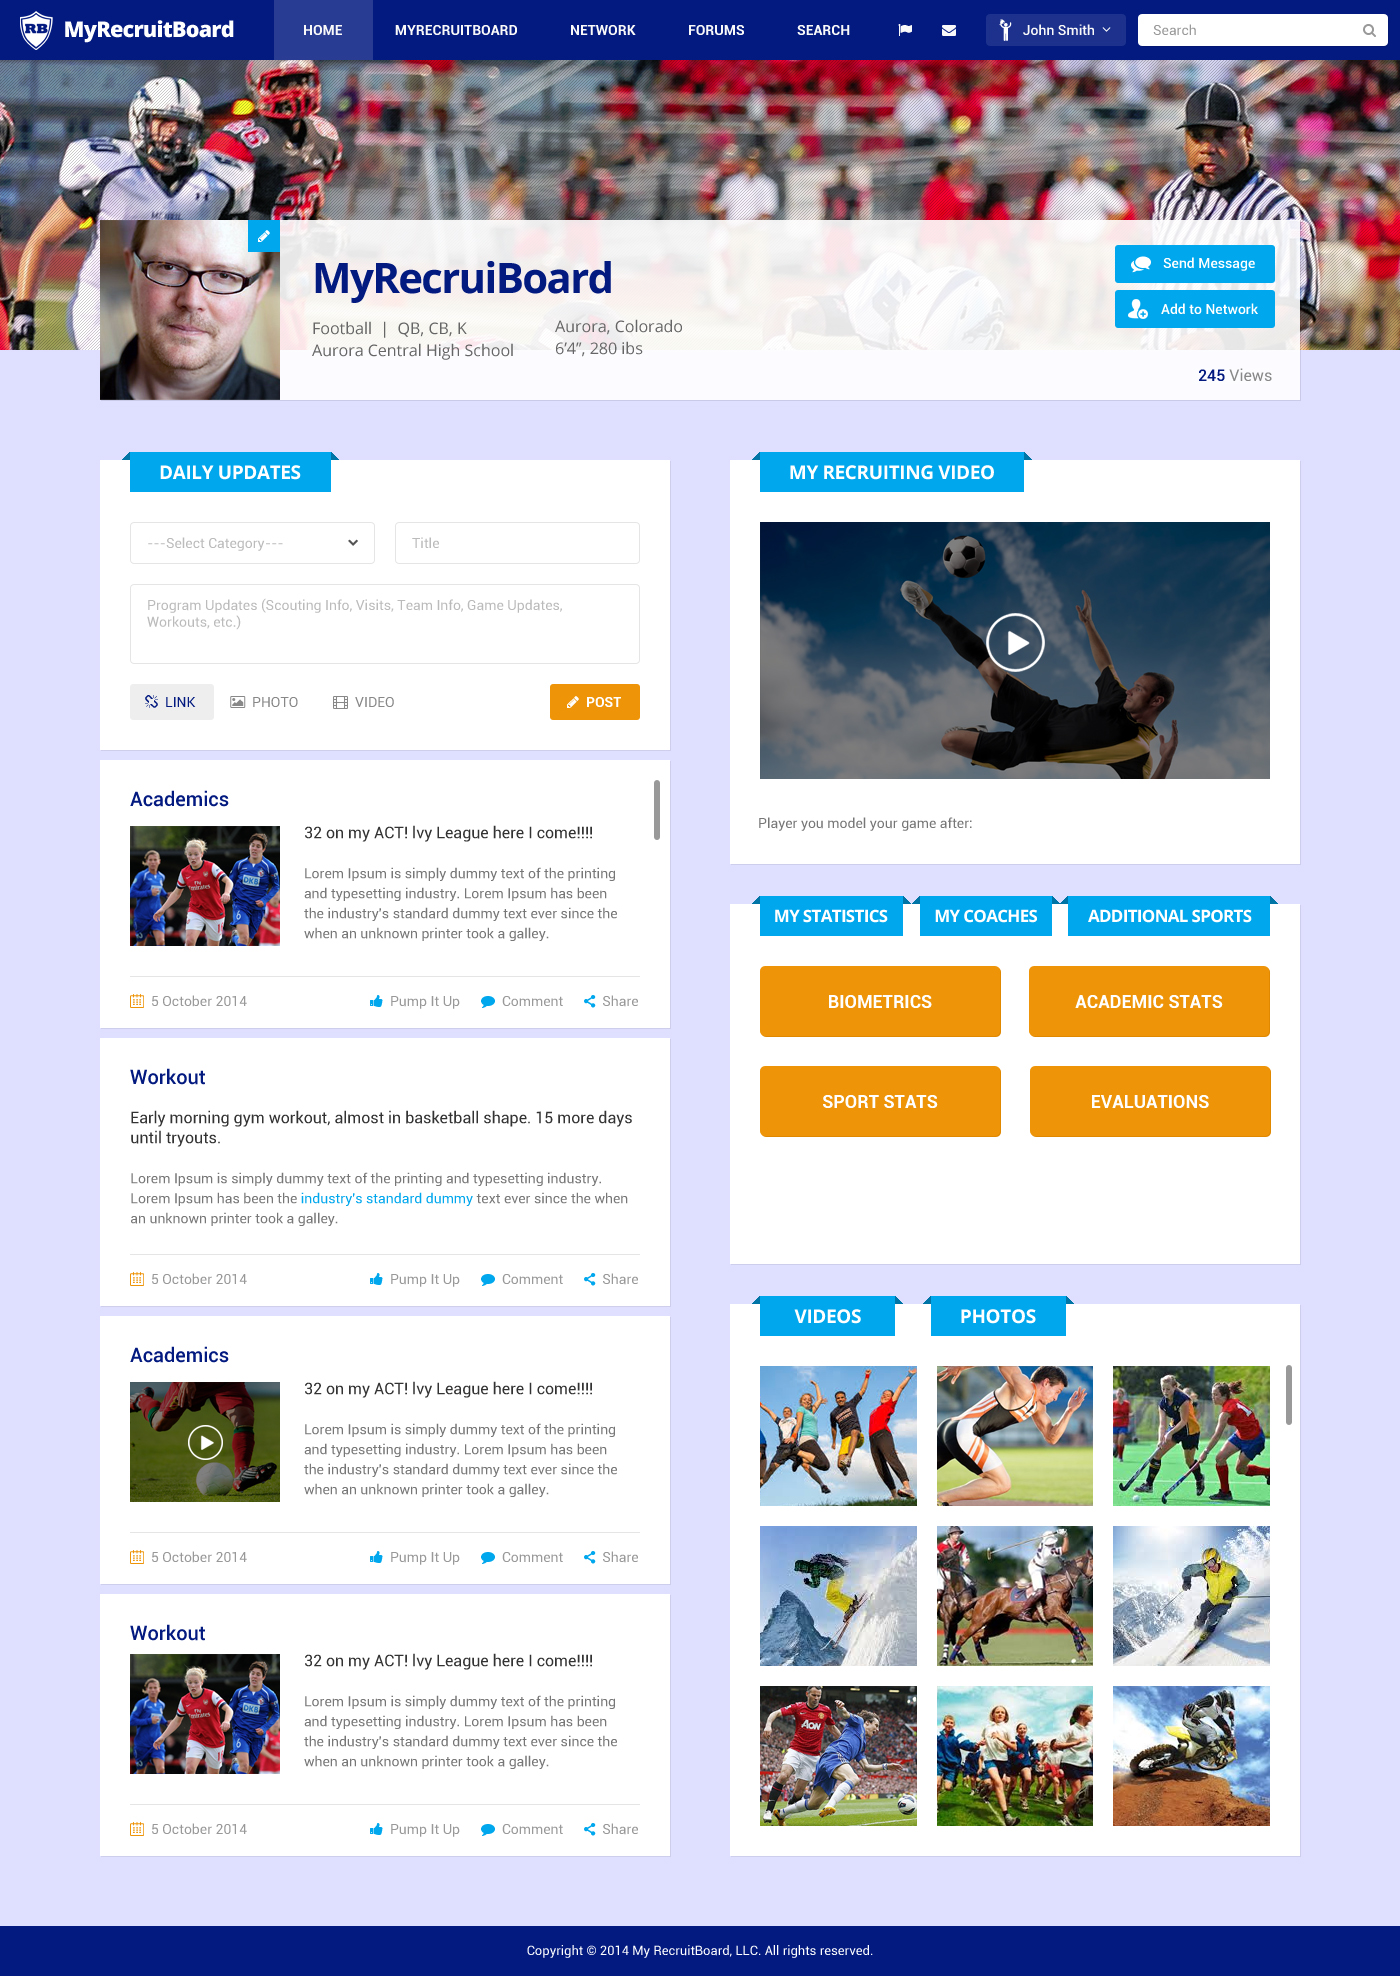 RB MyRecruitBoard
HOME MYRECRUITBOARD NETWORK FORUMS SEARCH John Smith Search
MyRecruiBoard
Football | QB, CB, K
Aurora Central High School
Aurora, Colorado
6'4", 280 ibs
Send Message
Add to Network
245 Views
DAILY UPDATES
---Select Category--- Title
Program Updates (Scouting Info, Visits, Team Info, Game Updates,
Workouts, etc.)
LINK PHOTO VIDEO POST
Academics
32 on my ACT! lvy League here I come!!!!
Lorem Ipsum is simply dummy text of the printing
and typesetting industry. Lorem Ipsum has been
the industry's standard dummy text ever since the
when an unknown printer took a galley.
5 October 2014 Pump It Up Comment Share
Workout
Early morning gym workout, almost in basketball shape. 15 more days
until tryouts.
Lorem Ipsum is simply dummy text of the printing and typesetting industry.
Lorem Ipsum has been the industry's standard dummy text ever since the when
an unknown printer took a galley.
5 October 2014 Pump It Up Comment Share
Academics
32 on my ACT! lvy League here I come!!!!
Lorem Ipsum is simply dummy text of the printing
and typesetting industry. Lorem Ipsum has been
the industry's standard dummy text ever since the
when an unknown printer took a galley.
5 October 2014 Pump It Up Comment Share
Workout
32 on my ACT! lvy League here I come!!!!
Lorem Ipsum is simply dummy text of the printing
and typesetting industry. Lorem Ipsum has been
the industry's standard dummy text ever since the
when an unknown printer took a galley.
5 October 2014 Pump It Up Comment Share
MY RECRUITING VIDEO
Player you model your game after:
MY STATISTICS MY COACHES ADDITIONAL SPORTS
BIOMETRICS ACADEMIC STATS
SPORT STATS EVALUATIONS
VIDEOS PHOTOS
AON
Copyright © 2014 My RecruitBoard, LLC. All rights reserved.